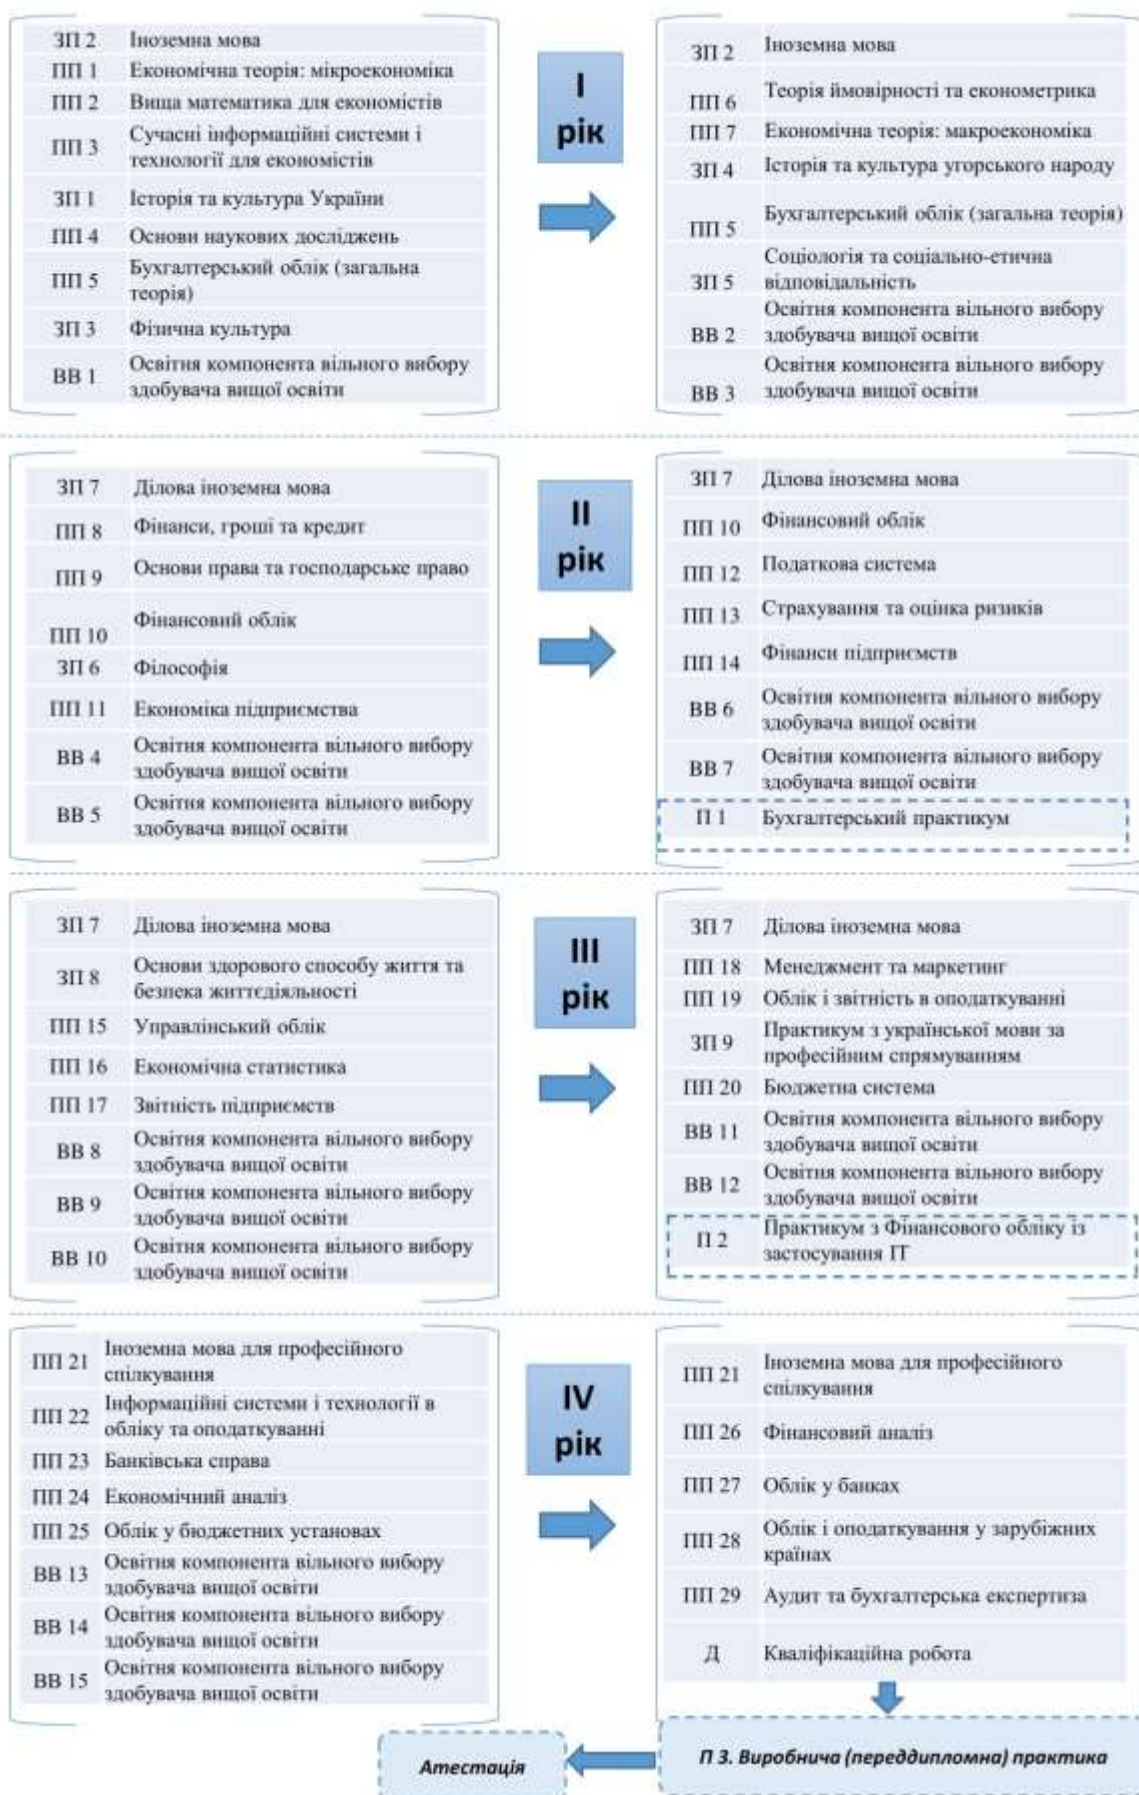 ЗП 2 Іноземна мова
ПП 1 Економічна теорія: мікроекономіка
ПП 2 Вища математика для економістів
ПП 3 Сучасні інформаційні системи і
технології для економістів
ЗП 1 Історія та культура України
ПП 4 Основи наукових досліджень
ПП 5 Бухгалтерський облік (загальна
теорія)
ЗП 3 Фізична культура
ВВ 1 Освітня компонента вільного вибору
здобувача вищої освіти
I
рік
ЗП 2 Іноземна мова
ПП 6 Теорія ймовірності та економетрика
ПП 7 Економічна теорія: макроекономіка
ЗП 4 Історія та культура угорського народу
ПП 5 Бухгалтерський облік (загальна теорія)
ЗП 5 Соціологія та соціально-етична
відповідальність
ВВ 2 Освітня компонента вільного вибору
здобувача вищої освіти
ВВ 3 Освітня компонента вільного вибору
здобувача вищої освіти
ЗП 7 Ділова іноземна мова
ПП 8 Фінанси, гроші та кредит
ПП 9 Основи права та господарське право
ПП 10 Фінансовий облік
ЗП 6 Філософія
ПП 11 Економіка підприємства
ВВ 4 Освітня компонента вільного вибору
здобувача вищої освіти
ВВ 5 Освітня компонента вільного вибору
здобувача вищої освіти
II
рік
ЗП 7 Ділова іноземна мова
ПП 10 Фінансовий облік
ПП 12 Податкова система
ПП 13 Страхування та оцінка ризиків
ПП 14 Фінанси підприємств
ВВ 6 Освітня компонента вільного вибору
здобувача вищої освіти
ВВ 7 Освітня компонента вільного вибору
здобувача вищої освіти
П 1 Бухгалтерський практикум
ЗП 7 Ділова іноземна мова
ЗП 8 Основи здорового способу життя та
безпека життєдіяльності
ПП 15 Управлінський облік
ПП 16 Економічна статистика
ПП 17 Звітність підприємств
ВВ 8 Освітня компонента вільного вибору
здобувача вищої освіти
ВВ 9 Освітня компонента вільного вибору
здобувача вищої освіти
ВВ 10 Освітня компонента вільного вибору
здобувача вищої освіти
III
рік
ЗП 7 Ділова іноземна мова
ПП 18 Менеджмент та маркетинг
ПП 19 Облік і звітність в оподаткуванні
ЗП 9 Практикум з української мови за
професійним спрямуванням
ПП 20 Бюджетна система
ВВ 11 Освітня компонента вільного вибору
здобувача вищої освіти
ВВ 12 Освітня компонента вільного вибору
здобувача вищої освіти
П 2 Практикум з Фінансового обліку із
застосування ІТ
ПП 21 Іноземна мова для професійного
спілкування
ПП 22 Інформаційні системи і технології в
обліку та оподаткуванні
ПП 23 Банківська справа
ПП 24 Економічний аналіз
ПП 25 Облік у бюджетних установах
ВВ 13 Освітня компонента вільного вибору
здобувача вищої освіти
ВВ 14 Освітня компонента вільного вибору
здобувача вищої освіти
ВВ 15 Освітня компонента вільного вибору
здобувача вищої освіти
IV
рік
ПП 21 Іноземна мова для професійного
спілкування
ПП 26 Фінансовий аналіз
ПП 27 Облік у банках
ПП 28 Облік і оподаткування у зарубіжних
країнах
ПП 29 Аудит та бухгалтерська експертиза
Д Кваліфікаційна робота
П 3. Виробнича (переддипломна) практика
Атестація